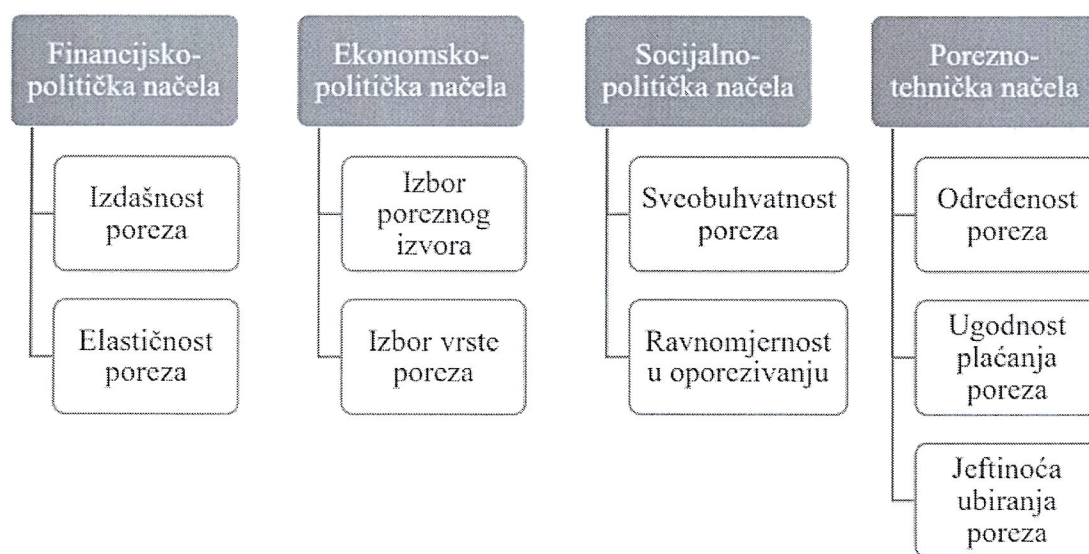 Financijsko-
politička načela
Izdašnost
poreza
Elastičnost
poreza
Ekonomsko-
politička načela
Izbor
poreznog
izvora
Izbor vrste
poreza
Socijalno-
politička načela
Sveobuhvatnost
poreza
Ravnomjernost
u oporezivanju
Porezno-
tehnička načela
Određenost
poreza
Ugodnost
plaćanja
poreza
Jeftinoća
ubiranja
poreza